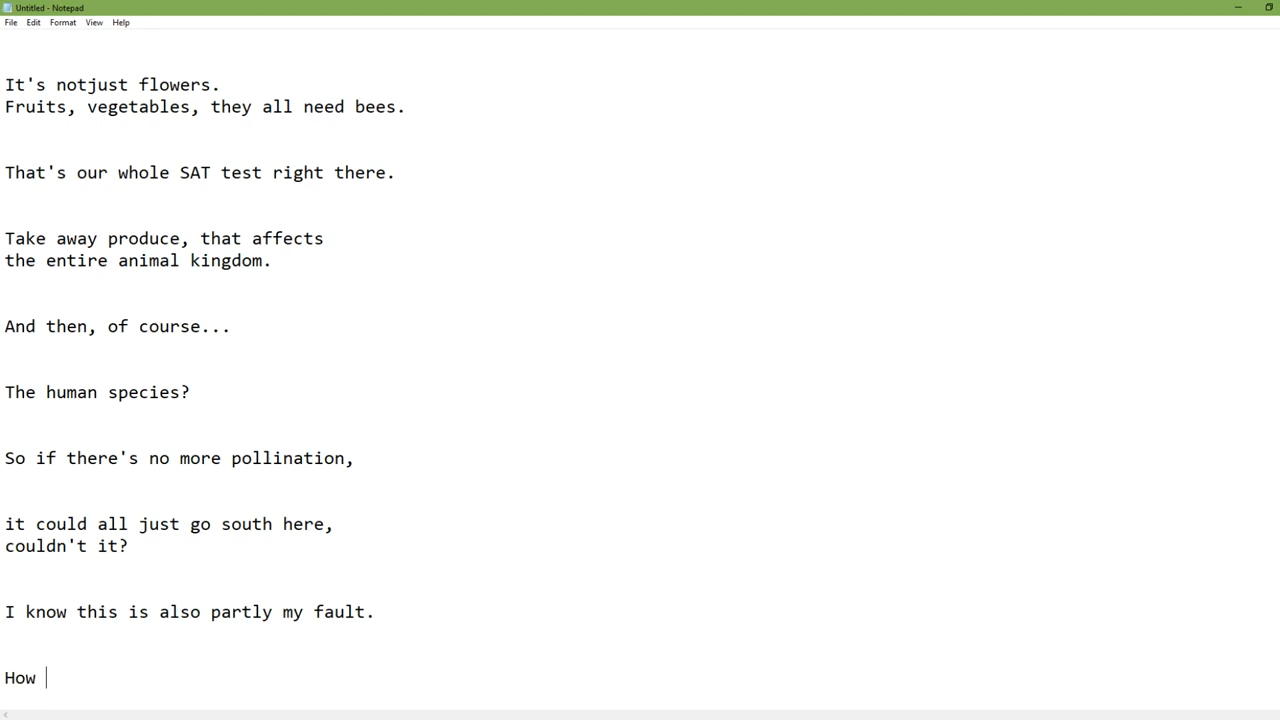 Untitled - Notepad
File Edit Format View Help
It's notjust flowers.
Fruits, vegetables, they all need bees.
That's our whole SAT test right there.
Take away produce, that affects
the entire animal kingdom.
And then, of course...
The human species?
So if there's no more pollination,
it could all just go south here,
couldn't it?
I know this is also partly my fault.
How